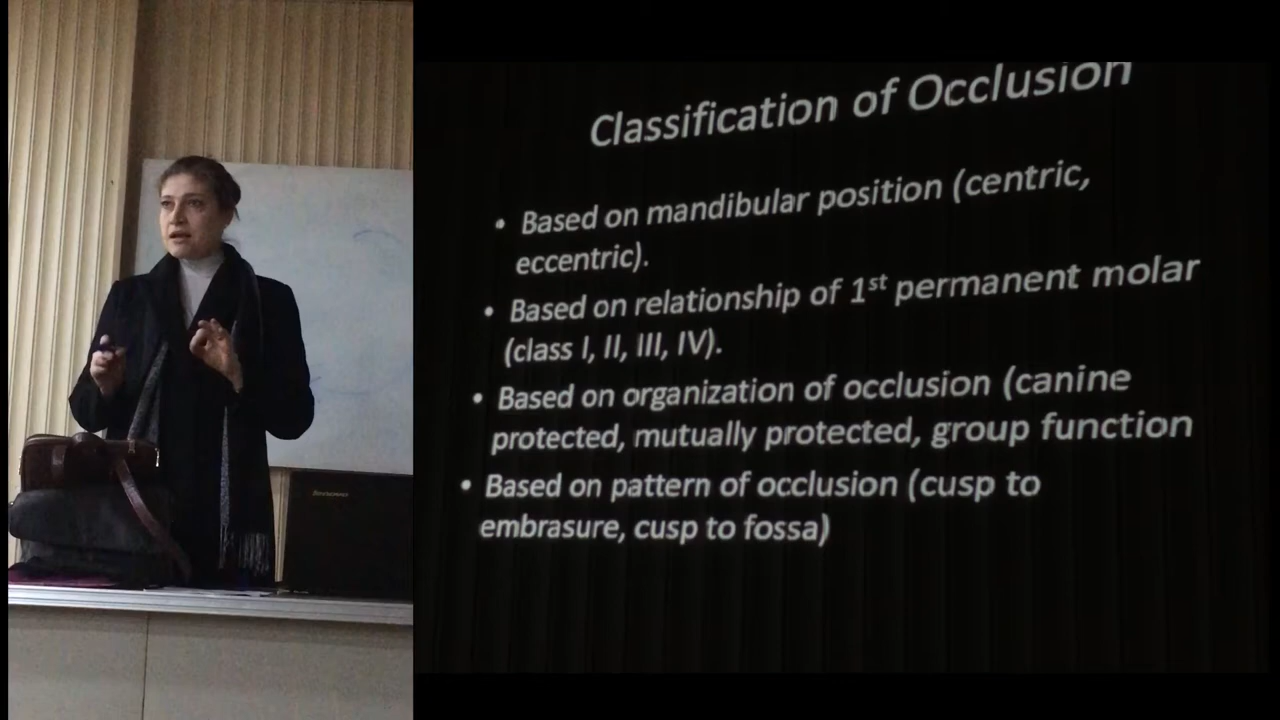 Classification of Occlusion
• Based on mandibular position (centric,
eccentric).
• Based on relationship of 1st permanent molar
(class I, II, III, IV).
• Based on organization of occlusion (canine
protected, mutually protected, group function
• Based on pattern of occlusion (cusp to
embrasure, cusp to fossa)